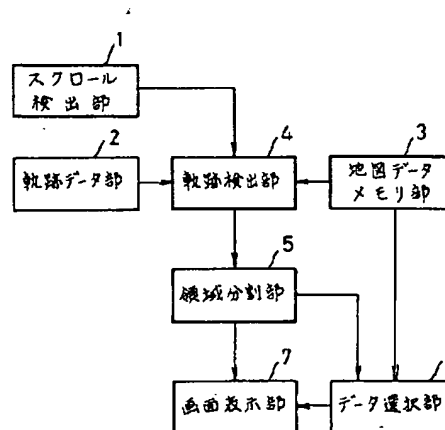 1
スクロール
検出部
2
軌跡データ部
4
軌跡検出部
3
地図データ
メモリ部
5
領域分割部
7
画面表示部
データ選択部